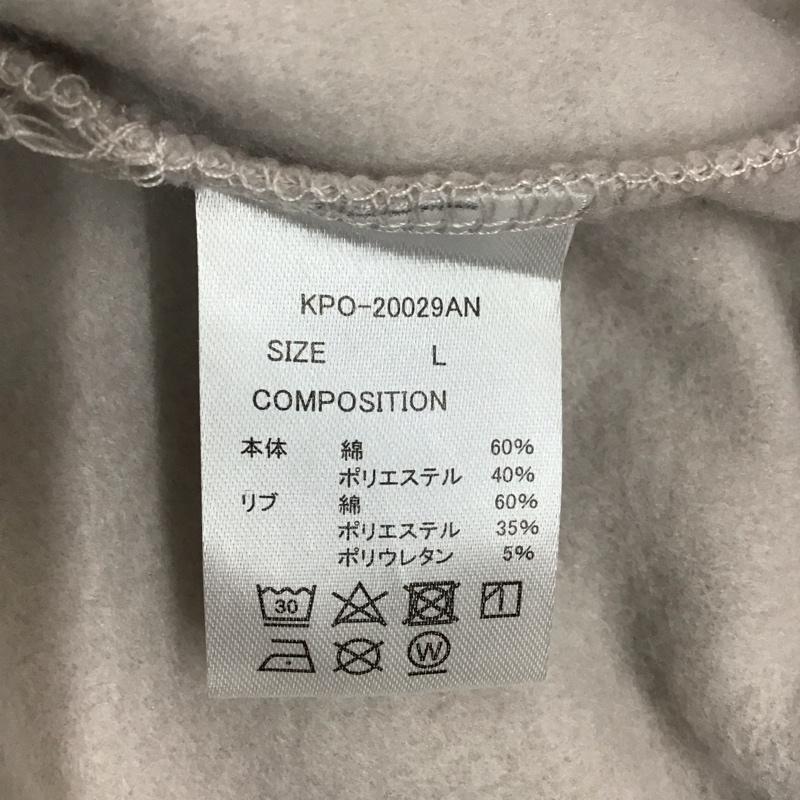 KPO-20029AN
SIZE L
COMPOSITION
本体 綿 60%
ポリエステル 40%
リブ 綿 60%
ポリエステル 35%
ポリウレタン 5%
30
W